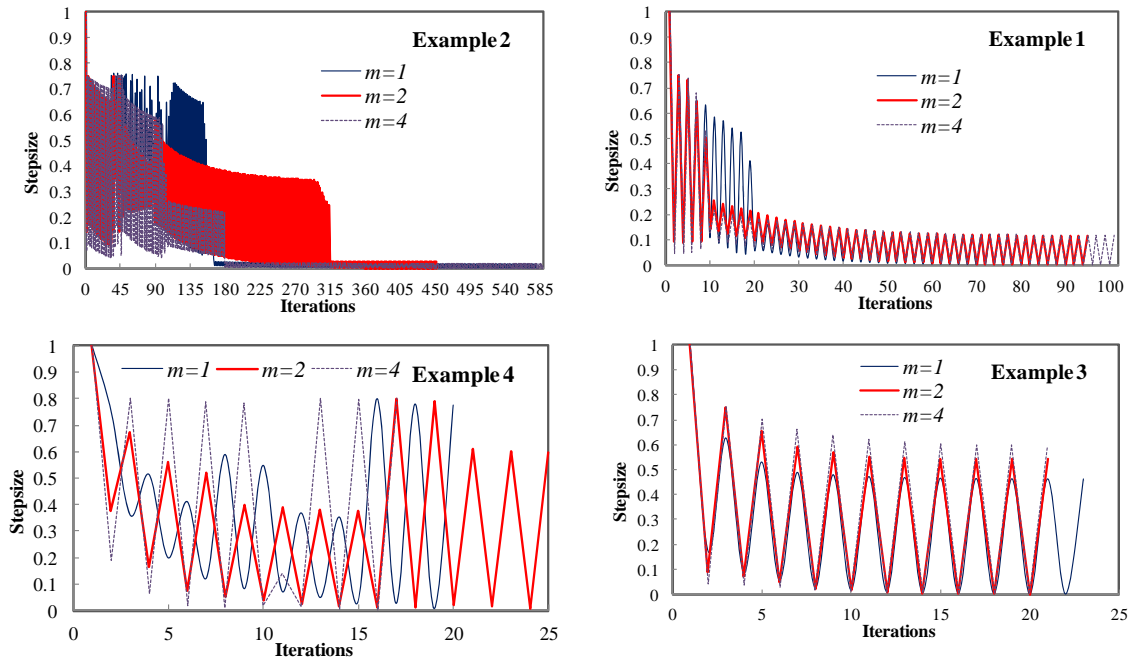 Example 2
m=1
m=2
m=4
Stepsize
1
0.9
0.8
0.7
0.6
0.5
0.4
0.3
0.2
0.1
0
0 45 90 135 180 225 270 315 360 405 450 495 540 585
Iterations
Example 1
m=1
m=2
m=4
Stepsize
1
0.9
0.8
0.7
0.6
0.5
0.4
0.3
0.2
0.1
0
0 10 20 30 40 50 60 70 80 90 100
Iterations
m=1 m=2 m=4 Example 4
Stepsize
1
0.9
0.8
0.7
0.6
0.5
0.4
0.3
0.2
0.1
0
0 5 10 15 20 25
Iterations
Example 3
m=1
m=2
m=4
Stepsize
1
0.9
0.8
0.7
0.6
0.5
0.4
0.3
0.2
0.1
0
0 5 10 15 20 25
Iterations